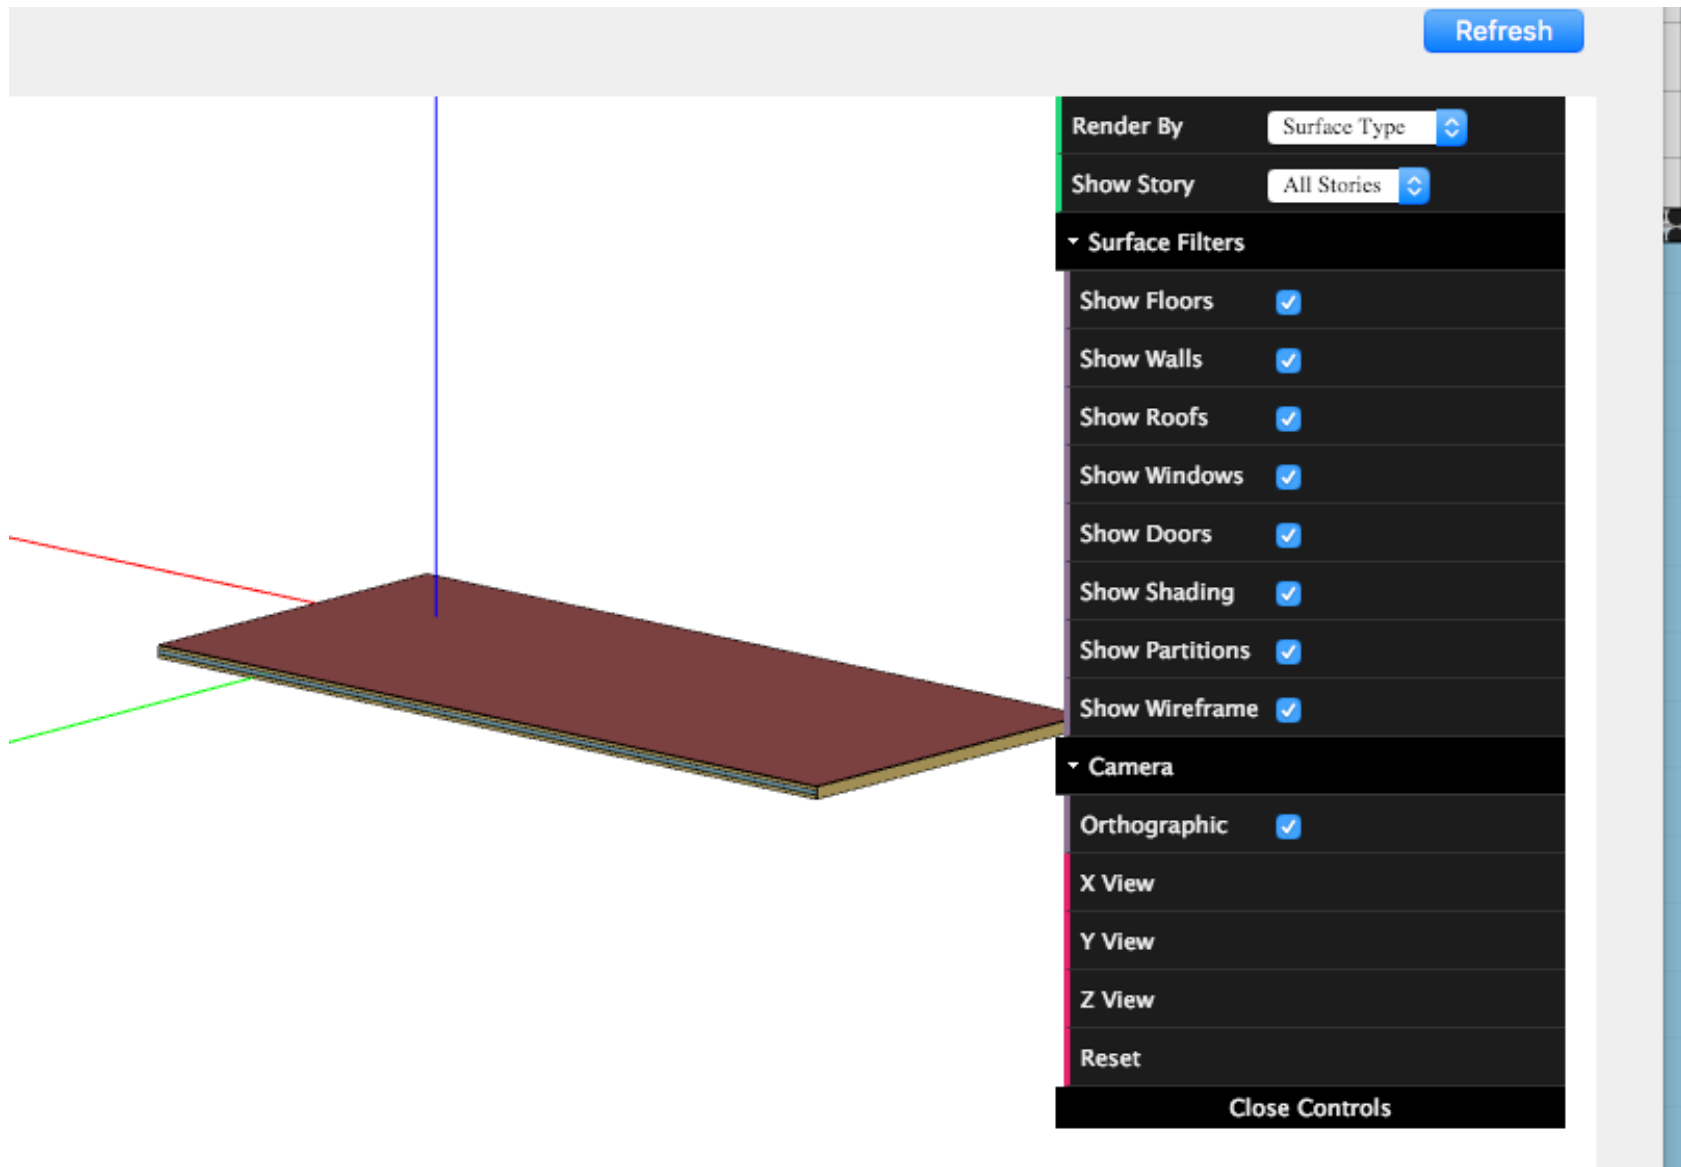 Refresh
Render By Surface Type
Show Story All Stories
Surface Filters
Show Floors
Show Walls
Show Roofs
Show Windows
Show Doors
Show Shading
Show Partitions
Show Wireframe
Camera
Orthographic
X View
Y View
Z View
Reset
Close Controls